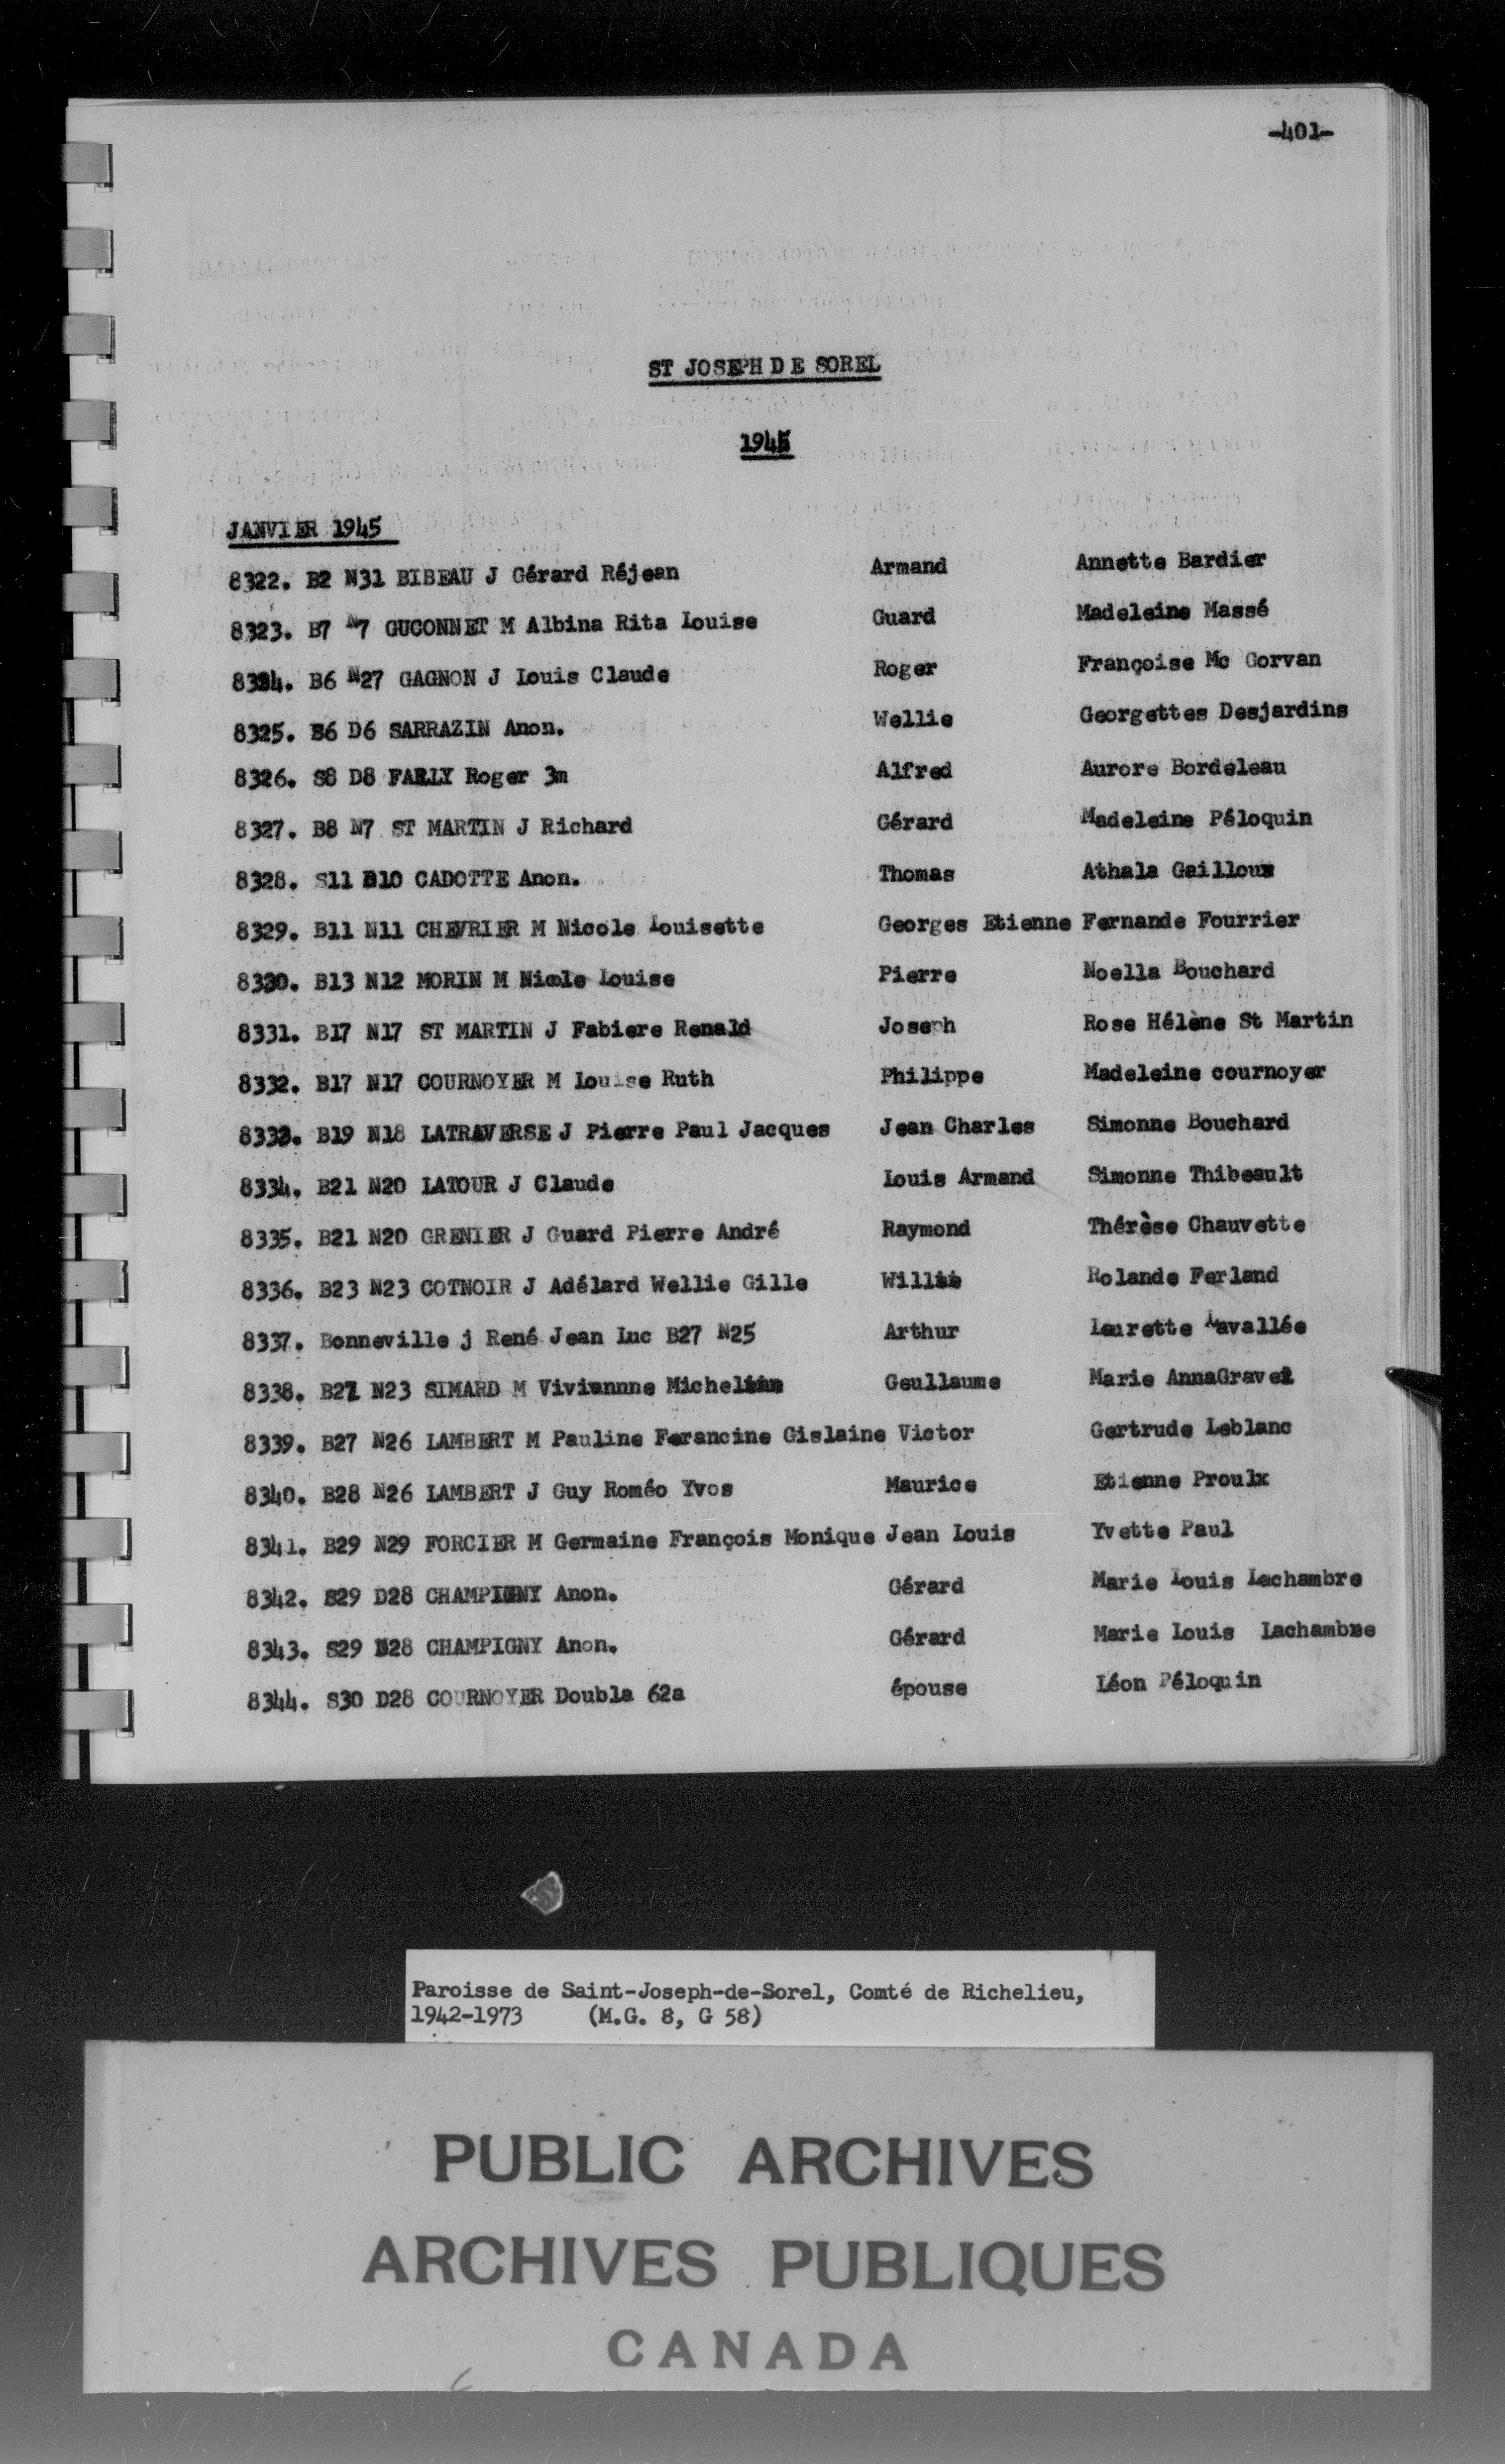 -401-
ST JOSEPH D E SOREL
1945
JANVIER 1945
8322. B2 N31 BIBEAU J Gérard Réjean Armand Annette Bardier
8323. B7 N7 GUCONNET M Albina Rita Louise Guard Madeleine Massé
8324. B6 N27 GAGNON J Louis Claude Roger Françoise Mc Corvan
8325. B6 D6 SARRAZIN Anon. Wellie Georgettes Desjardins
8326. S8 D8 FARLY Roger 3m Alfred Aurore Bordeleau
8327. B8 N7 ST MARTIN J Richard Gérard Madeleine Péloquin
8328. S11 D10 CADOTTE Anon. Thomas Athala Gailloux
8329. B11 N11 CHEVRIER M Nicole Louisette Georges Etienne Fernande Fourrier
8330. B13 N12 MORIN M Nicole Louise Pierre Noella Bouchard
8331. B17 N17 ST MARTIN J Fabiere Renald Joseph Rose Hélène St Martin
8332. B17 N17 COURNOYER M Louise Ruth Philippe Madeleine cournoyer
8333. B19 N18 LATRAVERSE J Pierre Paul Jacques Jean Charles Simonne Bouchard
8334. B21 N20 LATOUR J Claude Louis Armand Simonne Thibeault
8335. B21 N20 GRENIER J Guard Pierre André Raymond Thérèse Chauvette
8336. B23 N23 COTNOIR J Adélard Wellie Gille Willie Rolande Ferland
8337. Bonneville j René Jean Luc B27 N25 Arthur Laurette Lavallée
8338. B27 N23 SIMARD M Viviannne Micheline Geullaume Marie AnnaGravel
8339. B27 N26 LAMBERT M Pauline Ferancine Gislaine Victor Gertrude Leblanc
8340. B28 N26 LAMBERT J Guy Roméo Yvos Maurice Etienne Proulx
8341. B29 N29 FORCIER M Germaine François Monique Jean Louis Yvette Paul
8342. S29 D28 CHAMPIGNY Anon. Gérard Marie Louis Lachambre
8343. S29 D28 CHAMPIGNY Anon. Gérard Marie Louis Lachambre
8344. S30 D28 COURNOYER Doubla 62a épouse Léon Péloquin
Paroisse de Saint-Joseph-de-Sorel, Comté de Richelieu,
1942-1973 (M.G. 8, G 58)
PUBLIC ARCHIVES
ARCHIVES PUBLIQUES
CANADA